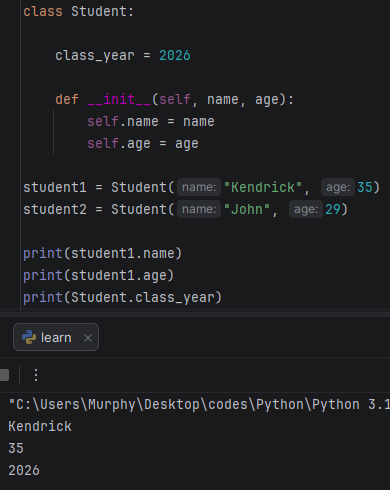 class Student:
class_year = 2026
def __init__(self, name, age):
self.name = name
self.age = age
student1 = Student(name: "Kendrick", age: 35)
student2 = Student(name: "John", age: 29)
print(student1.name)
print(student1.age)
print(Student.class_year)
learn
"C:\Users\Murphy\Desktop\codes\Python\Python 3.1
Kendrick
35
2026